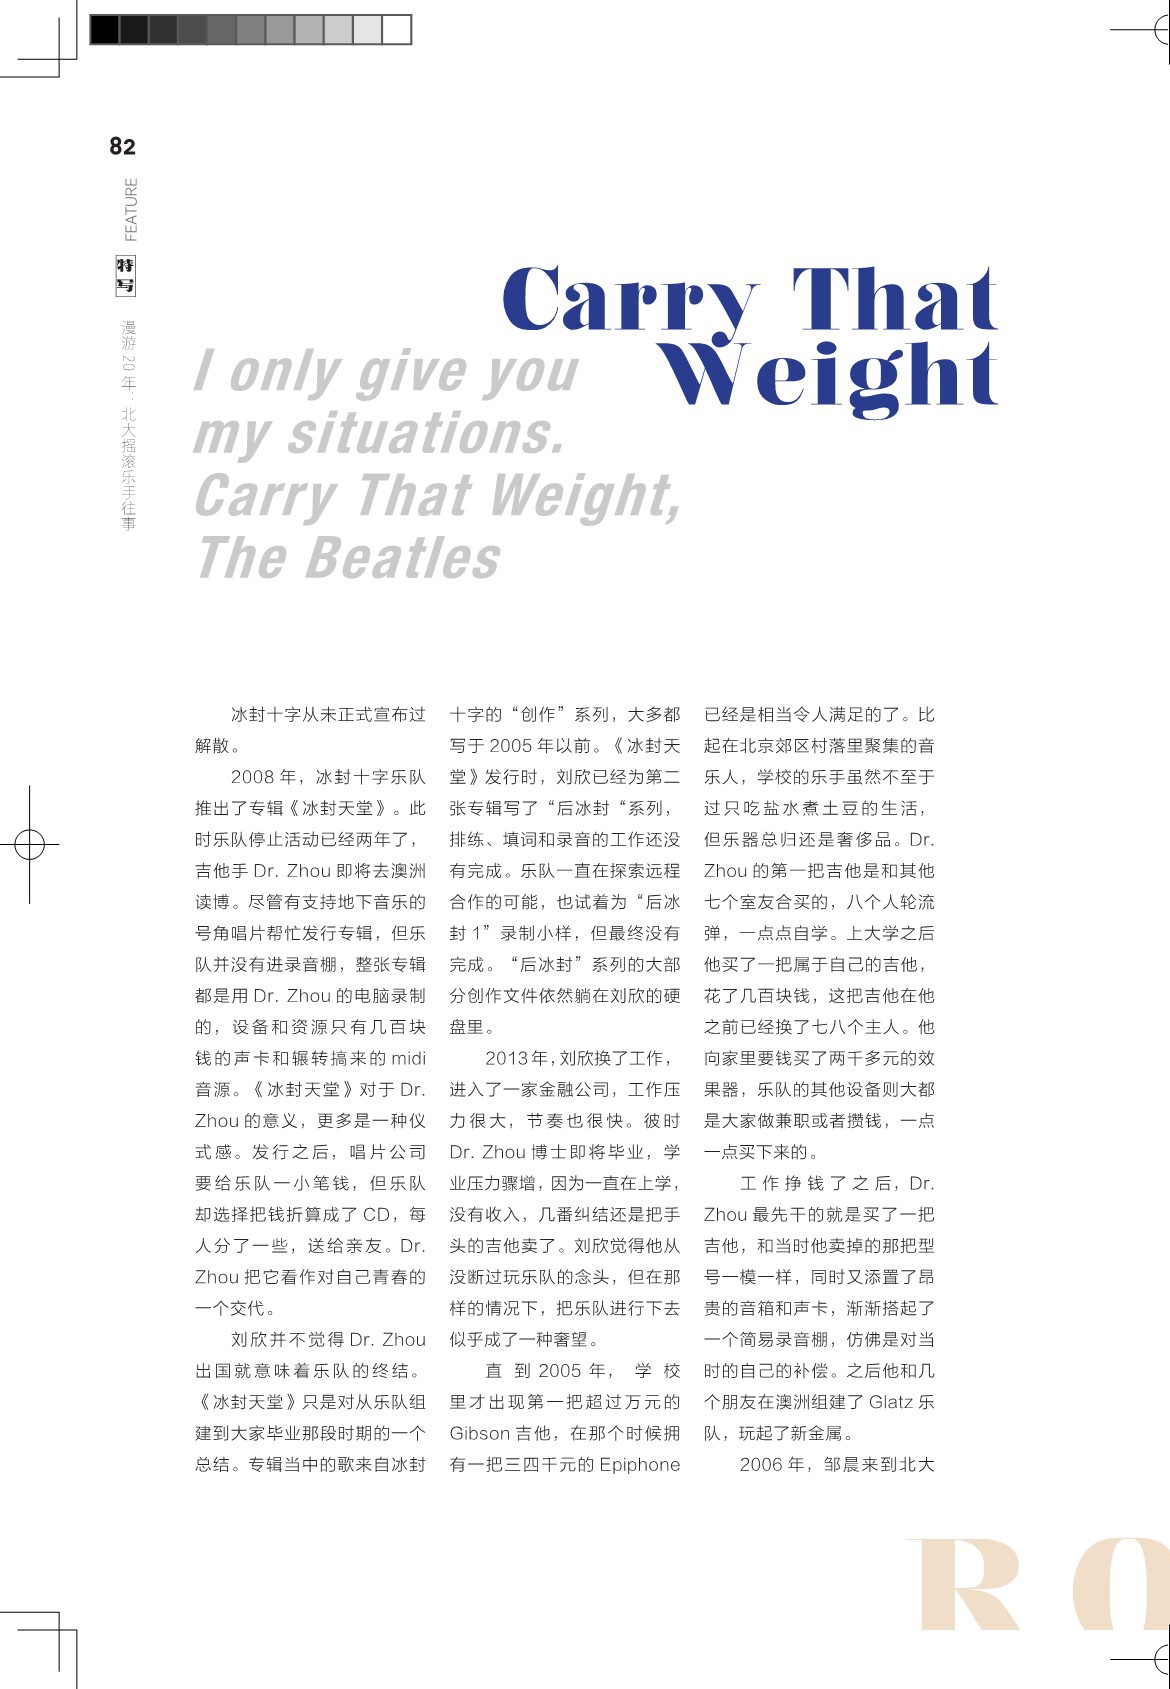 82
FEATURE
特写
漫游 20 年：北大摇滚乐手往事
Carry That
Weight
I only give you
my situations.
Carry That Weight,
The Beatles
冰封十字从未正式宣布过
解散。
2008 年，冰封十字乐队
推出了专辑《冰封天堂》。此
时乐队停止活动已经两年了，
吉他手 Dr. Zhou 即将去澳洲
读博。尽管有支持地下音乐的
号角唱片帮忙发行专辑，但乐
队并没有进录音棚，整张专辑
都是用 Dr. Zhou 的电脑录制
的，设备和资源只有几百块
钱的声卡和辗转搞来的 midi
音源。《冰封天堂》对于 Dr.
Zhou 的意义，更多是一种仪
式感。发行之后，唱片公司
要给乐队一小笔钱，但乐队
却选择把钱折算成了 CD，每
人分了一些，送给亲友。Dr.
Zhou 把它看作对自己青春的
一个交代。
刘欣并不觉得 Dr. Zhou
出国就意味着乐队的终结。
《冰封天堂》只是对从乐队组
建到大家毕业那段时期的一个
总结。专辑当中的歌来自冰封
十字的“创作”系列，大多都
写于 2005 年以前。《冰封天
堂》发行时，刘欣已经为第二
张专辑写了“后冰封“系列，
排练、填词和录音的工作还没
有完成。乐队一直在探索远程
合作的可能，也试着为“后冰
封 1”录制小样，但最终没有
完成。“后冰封”系列的大部
分创作文件依然躺在刘欣的硬
盘里。
2013 年，刘欣换了工作，
进入了一家金融公司，工作压
力很大，节奏也很快。彼时
Dr. Zhou 博士即将毕业，学
业压力骤增，因为一直在上学，
没有收入，几番纠结还是把手
头的吉他卖了。刘欣觉得他从
没断过玩乐队的念头，但在那
样的情况下，把乐队进行下去
似乎成了一种奢望。
直到 2005 年，学校
里才出现第一把超过万元的
Gibson 吉他，在那个时候拥
有一把三四千元的 Epiphone
已经是相当令人满足的了。比
起在北京郊区村落里聚集的音
乐人，学校的乐手虽然不至于
过只吃盐水煮土豆的生活，
但乐器总归还是奢侈品。Dr.
Zhou 的第一把吉他是和其他
七个室友合买的，八个人轮流
弹，一点点自学。上大学之后
他买了一把属于自己的吉他，
花了几百块钱，这把吉他在他
之前已经换了七八个主人。他
向家里要钱买了两千多元的效
果器，乐队的其他设备则大都
是大家做兼职或者攒钱，一点
一点买下来的。
工作挣钱了之后，Dr.
Zhou 最先干的就是买了一把
吉他，和当时他卖掉的那把型
号一模一样，同时又添置了昂
贵的音箱和声卡，渐渐搭起了
一个简易录音棚，仿佛是对当
时的自己的补偿。之后他和几
个朋友在澳洲组建了 Glatz 乐
队，玩起了新金属。
2006 年，邹晨来到北大
R O